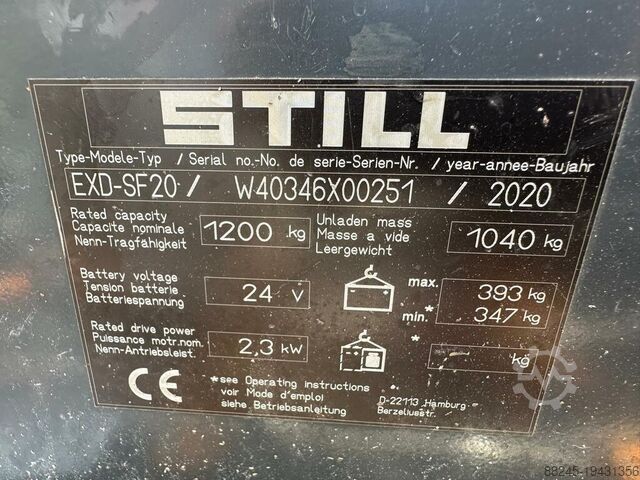 STILL
Type-Modele-Typ / Serial no.-No. de serie-Serien-Nr. / year-annee-Baujahr
EXD-SF20 / W40346X00251 / 2020
Rated capacity
Capacite nominale
Nenn-Tragfähigkeit
1200 kg
Unladen mass
Masse a vide
Leergewicht
1040 kg
Battery voltage
Tension batterie
Batteriespannung
24 V
max. 393 kg
min.* 347 kg
Rated drive power
Puissance motr.nom.
Nenn-Antriebsleist.
2,3 kW
* kg
CE
*see Operating instructions
voir Mode d'emploi
siehe Betriebsanleitung
D-22113 Hamburg
Berzeliusstr.
88245-19431356